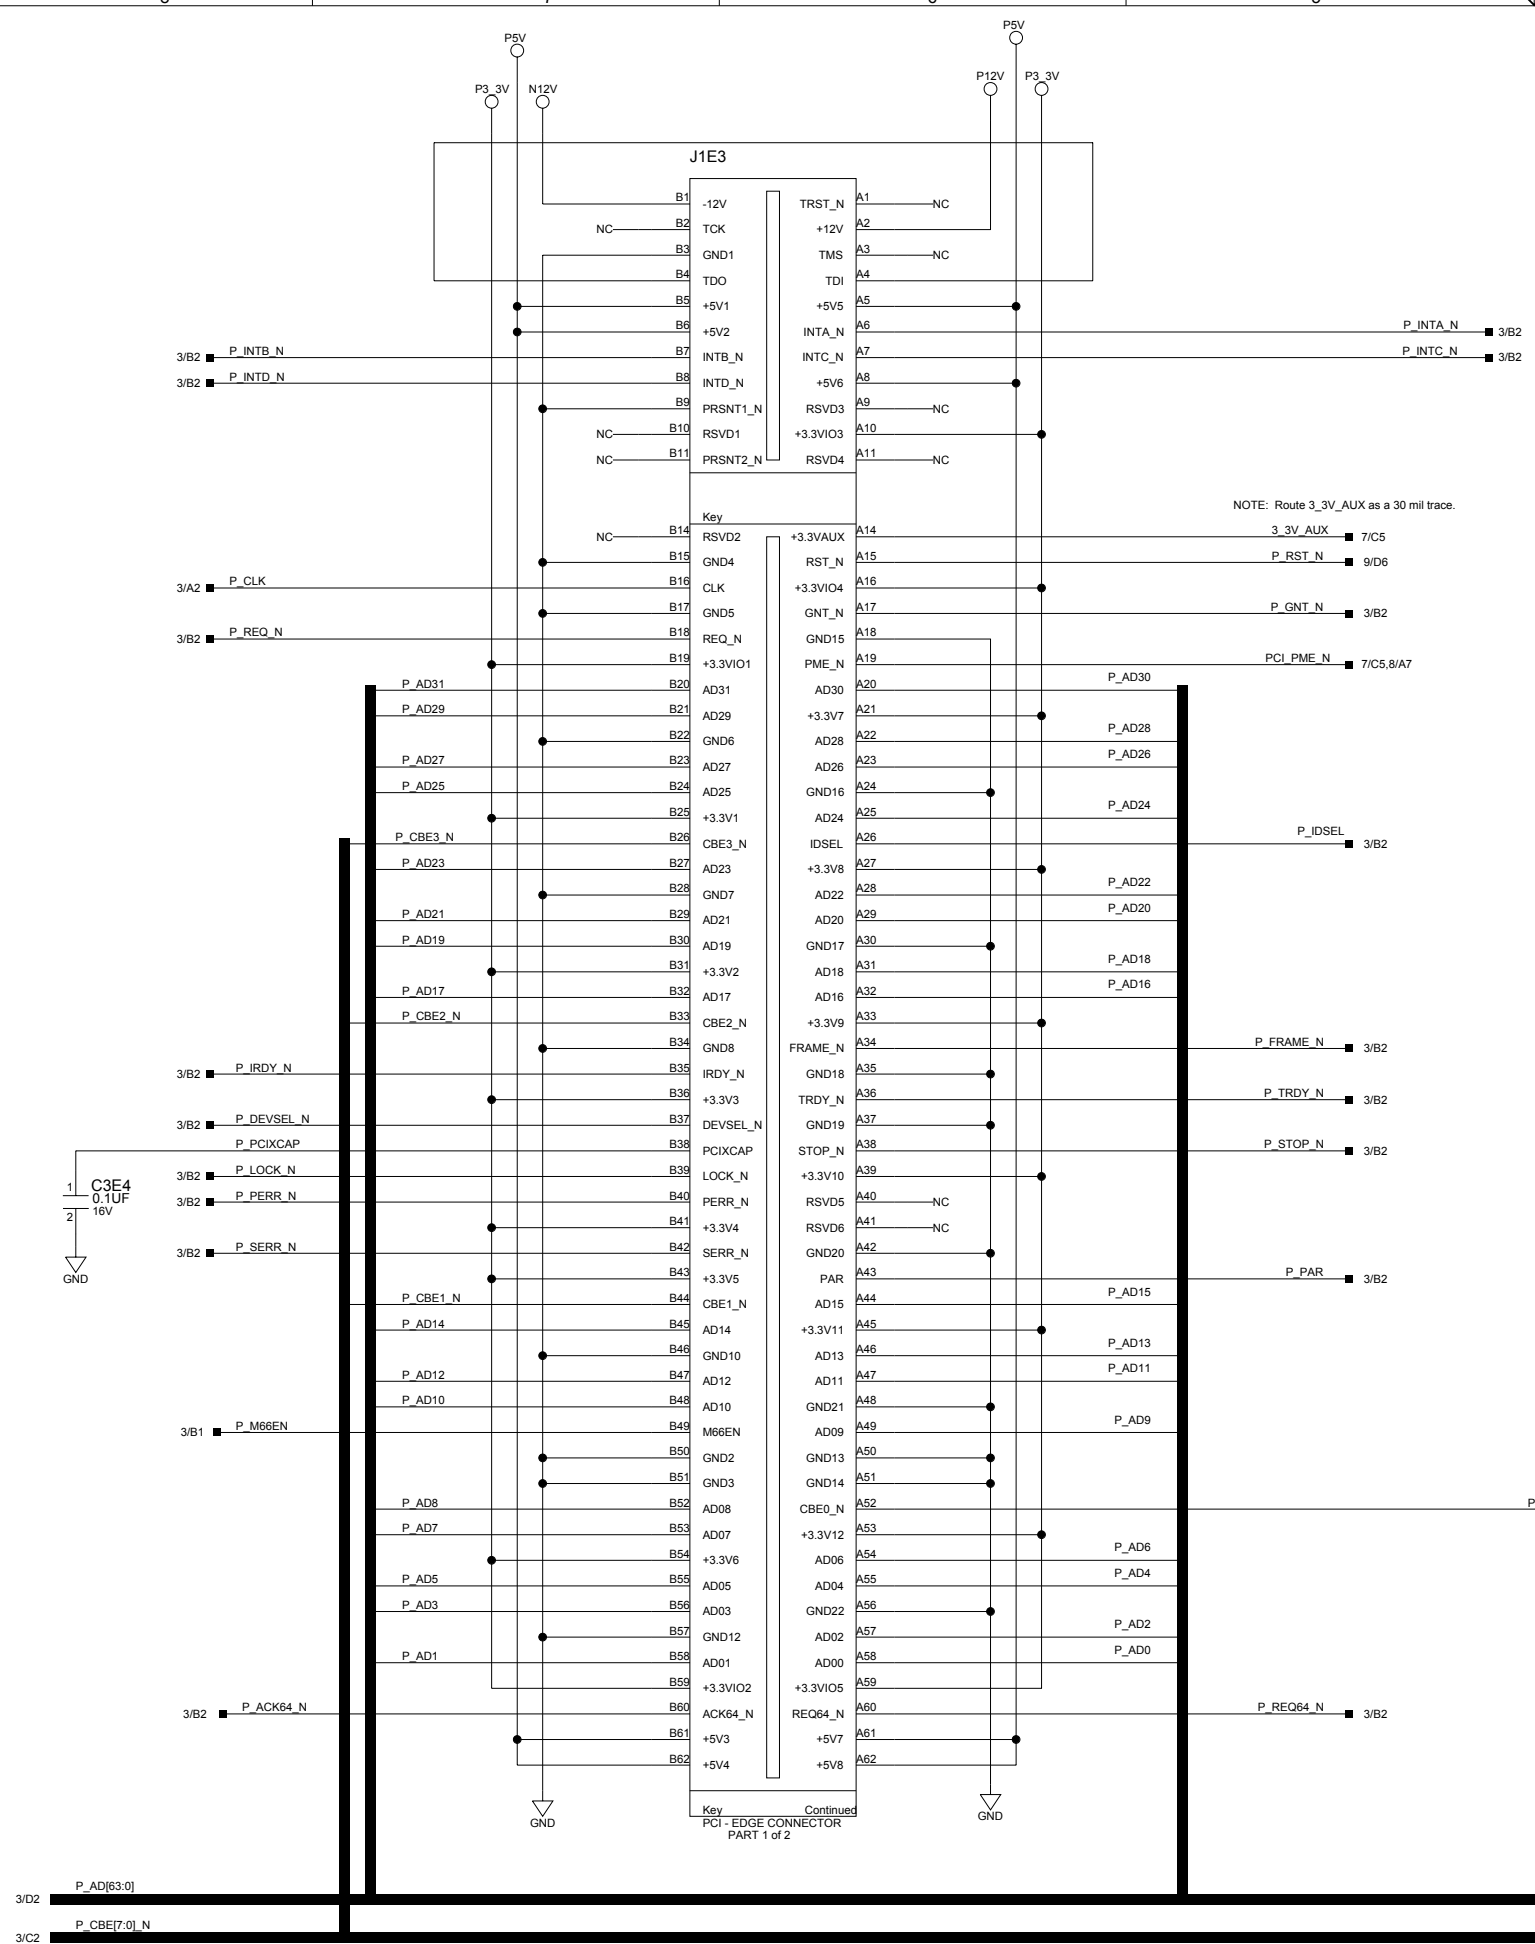 P5V
P5V
P3_3V
N12V
P12V
P3_3V
J1E3
B1 -12V TRST_N A1 NC
NC B2 TCK +12V A2
B3 GND1 TMS A3 NC
B4 TDO TDI A4
B5 +5V1 +5V5 A5
B6 +5V2 INTA_N A6 P_INTA_N 3/B2
3/B2 P_INTB_N B7 INTB_N INTC_N A7 P_INTC_N 3/B2
3/B2 P_INTD_N B8 INTD_N +5V6 A8
B9 PRSNT1_N RSVD3 A9 NC
NC B10 RSVD1 +3.3VIO3 A10
NC B11 PRSNT2_N RSVD4 A11 NC
NOTE: Route 3_3V_AUX as a 30 mil trace.
Key
NC B14 RSVD2 +3.3VAUX A14 3_3V_AUX 7/C5
B15 GND4 RST_N A15 P_RST_N 9/D6
3/A2 P_CLK B16 CLK +3.3VIO4 A16
B17 GND5 GNT_N A17 P_GNT_N 3/B2
3/B2 P_REQ_N B18 REQ_N GND15 A18
B19 +3.3VIO1 PME_N A19 PCI_PME_N 7/C5,8/A7
P_AD31 B20 AD31 AD30 A20 P_AD30
P_AD29 B21 AD29 +3.3V7 A21
B22 GND6 AD28 A22 P_AD28
P_AD27 B23 AD27 AD26 A23 P_AD26
P_AD25 B24 AD25 GND16 A24
B25 +3.3V1 AD24 A25 P_AD24
P_CBE3_N B26 CBE3_N IDSEL A26 P_IDSEL 3/B2
P_AD23 B27 AD23 +3.3V8 A27
B28 GND7 AD22 A28 P_AD22
P_AD21 B29 AD21 AD20 A29 P_AD20
P_AD19 B30 AD19 GND17 A30
B31 +3.3V2 AD18 A31 P_AD18
P_AD17 B32 AD17 AD16 A32 P_AD16
P_CBE2_N B33 CBE2_N +3.3V9 A33
B34 GND8 FRAME_N A34 P_FRAME_N 3/B2
3/B2 P_IRDY_N B35 IRDY_N GND18 A35
B36 +3.3V3 TRDY_N A36 P_TRDY_N 3/B2
3/B2 P_DEVSEL_N B37 DEVSEL_N GND19 A37
P_PCIXCAP B38 PCIXCAP STOP_N A38 P_STOP_N 3/B2
3/B2 P_LOCK_N B39 LOCK_N +3.3V10 A39
1 C3E4
0.1UF
16V
2
GND
3/B2 P_PERR_N B40 PERR_N RSVD5 A40 NC
B41 +3.3V4 RSVD6 A41 NC
3/B2 P_SERR_N B42 SERR_N GND20 A42
B43 +3.3V5 PAR A43 P_PAR 3/B2
P_CBE1_N B44 CBE1_N AD15 A44 P_AD15
P_AD14 B45 AD14 +3.3V11 A45
B46 GND10 AD13 A46 P_AD13
P_AD12 B47 AD12 AD11 A47 P_AD11
P_AD10 B48 AD10 GND21 A48
3/B1 P_M66EN B49 M66EN AD09 A49 P_AD9
B50 GND2 GND13 A50
B51 GND3 GND14 A51
P_AD8 B52 AD08 CBE0_N A52 P
P_AD7 B53 AD07 +3.3V12 A53
B54 +3.3V6 AD06 A54 P_AD6
P_AD5 B55 AD05 AD04 A55 P_AD4
P_AD3 B56 AD03 GND22 A56
B57 GND12 AD02 A57 P_AD2
P_AD1 B58 AD01 AD00 A58 P_AD0
B59 +3.3VIO2 +3.3VIO5 A59
3/B2 P_ACK64_N B60 ACK64_N REQ64_N A60 P_REQ64_N 3/B2
B61 +5V3 +5V7 A61
B62 +5V4 +5V8 A62
Key Continued
GND
GND
PCI - EDGE CONNECTOR
PART 1 of 2
P_AD[63:0]
3/D2
P_CBE[7:0]_N
3/C2